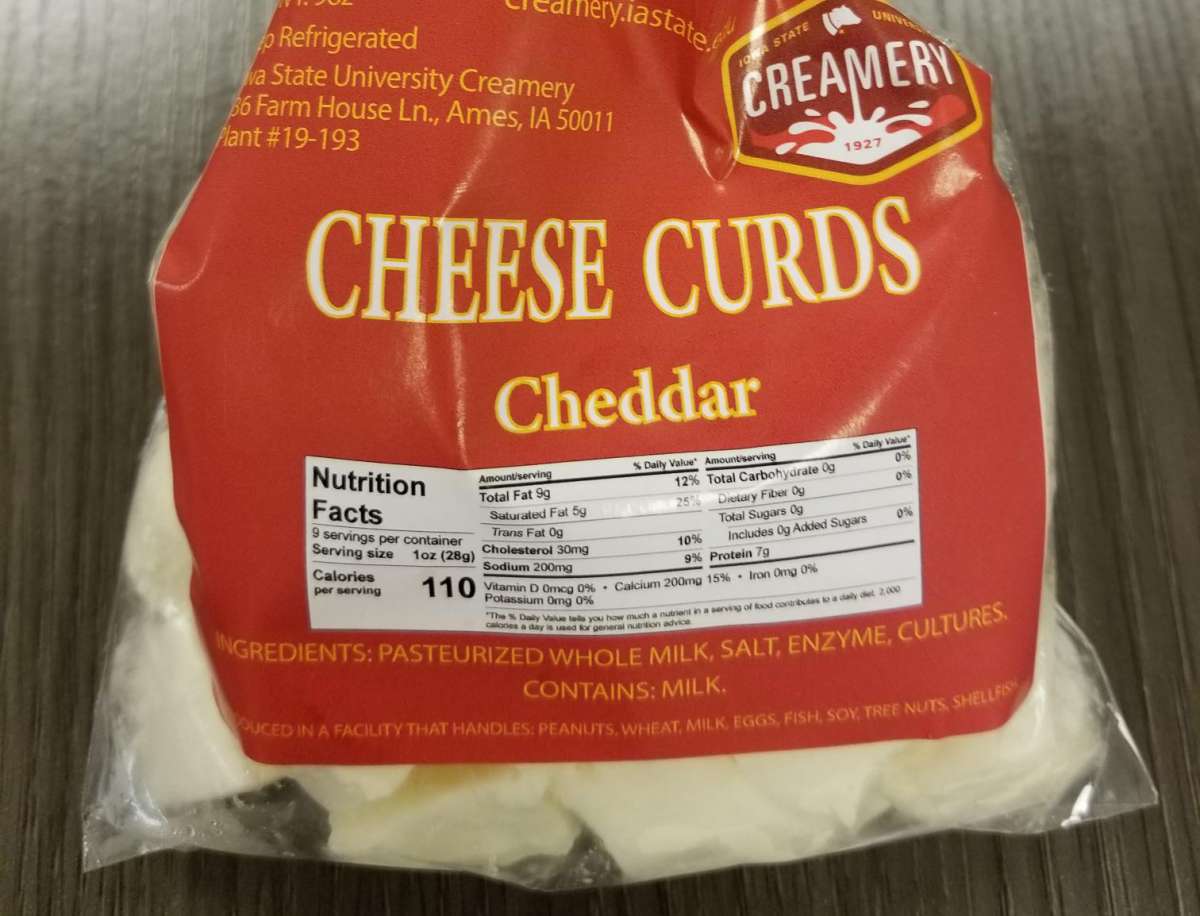 Refrigerated
State University Creamery
Farm House Ln., Ames, IA 50011
#19-193
IOWA STATE
CREAMERY
1927
CHEESE CURDS
Cheddar
Nutrition
Facts
9 servings per container
Serving size 1oz (28g)
Calories
per serving
110
Amount/serving % Daily Value*
Total Fat 9g 12%
Saturated Fat 5g 25%
Trans Fat 0g
Cholesterol 30mg 10%
Sodium 200mg 9%
Amount/serving % Daily Value*
Total Carbohydrate 0g 0%
Dietary Fiber 0g 0%
Total Sugars 0g
Includes 0g Added Sugars 0%
Protein 7g
Vitamin D 0mcg 0% • Calcium 200mg 15% • Iron 0mg 0%
Potassium 0mg 0%
*The % Daily Value tells you how much a nutrient in a serving of food contributes to a daily diet. 2,000
calories a day is used for general nutrition advice.
INGREDIENTS: PASTEURIZED WHOLE MILK, SALT, ENZYME, CULTURES.
CONTAINS: MILK.
IN A FACILITY THAT HANDLES: PEANUTS, WHEAT, MILK, EGGS, FISH, SOY, TREE NUTS, SHELLFISH